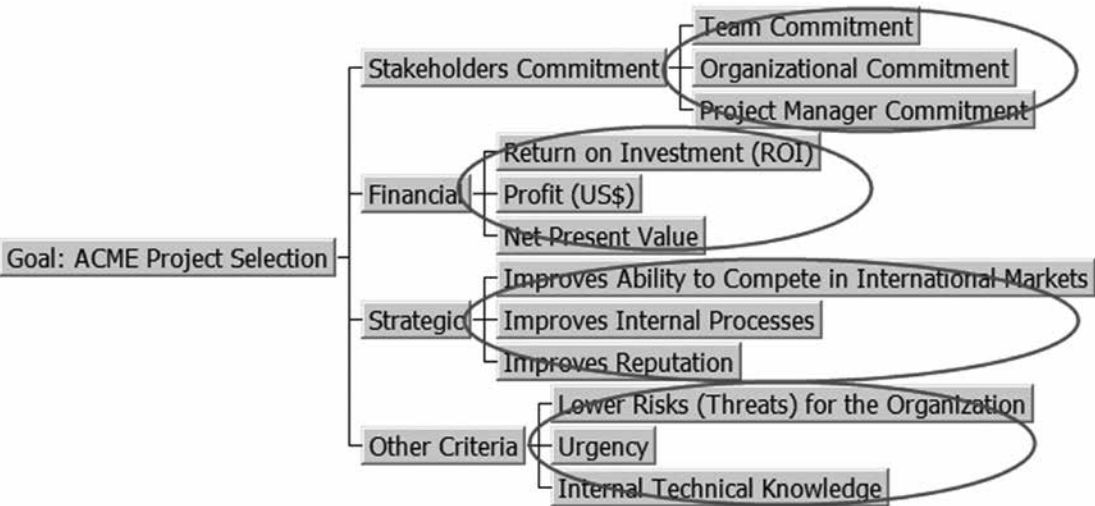 Team Commitment
Stakeholders Commitment
Organizational Commitment
Project Manager Commitment
Return on Investment (ROI)
Financial
Profit (US$)
Net Present Value
Goal: ACME Project Selection
Improves Ability to Compete in International Markets
Strategic
Improves Internal Processes
Improves Reputation
Lower Risks (Threats) for the Organization
Other Criteria
Urgency
Internal Technical Knowledge